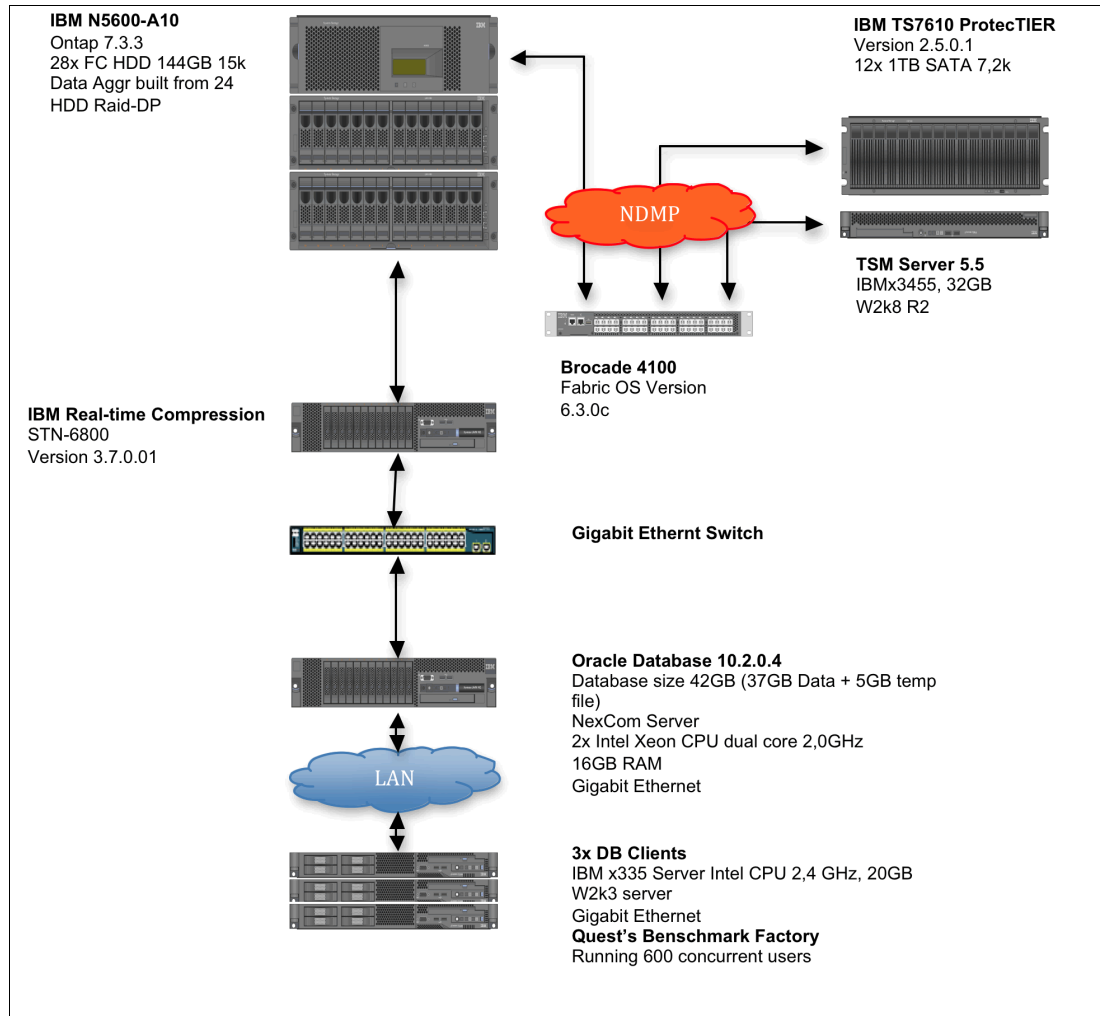 IBM N5600-A10
Ontap 7.3.3
28x FC HDD 144GB 15k
Data Aggr built from 24
HDD Raid-DP
IBM TS7610 ProtecTIER
Version 2.5.0.1
12x 1TB SATA 7,2k
NDMP
TSM Server 5.5
IBMx3455, 32GB
W2k8 R2
Brocade 4100
Fabric OS Version
6.3.0c
IBM Real-time Compression
STN-6800
Version 3.7.0.01
Gigabit Ethernt Switch
Oracle Database 10.2.0.4
Database size 42GB (37GB Data + 5GB temp
file)
NexCom Server
2x Intel Xeon CPU dual core 2,0GHz
16GB RAM
Gigabit Ethernet
LAN
3x DB Clients
IBM x335 Server Intel CPU 2,4 GHz, 20GB
W2k3 server
Gigabit Ethernet
Quest's Benschmark Factory
Running 600 concurrent users